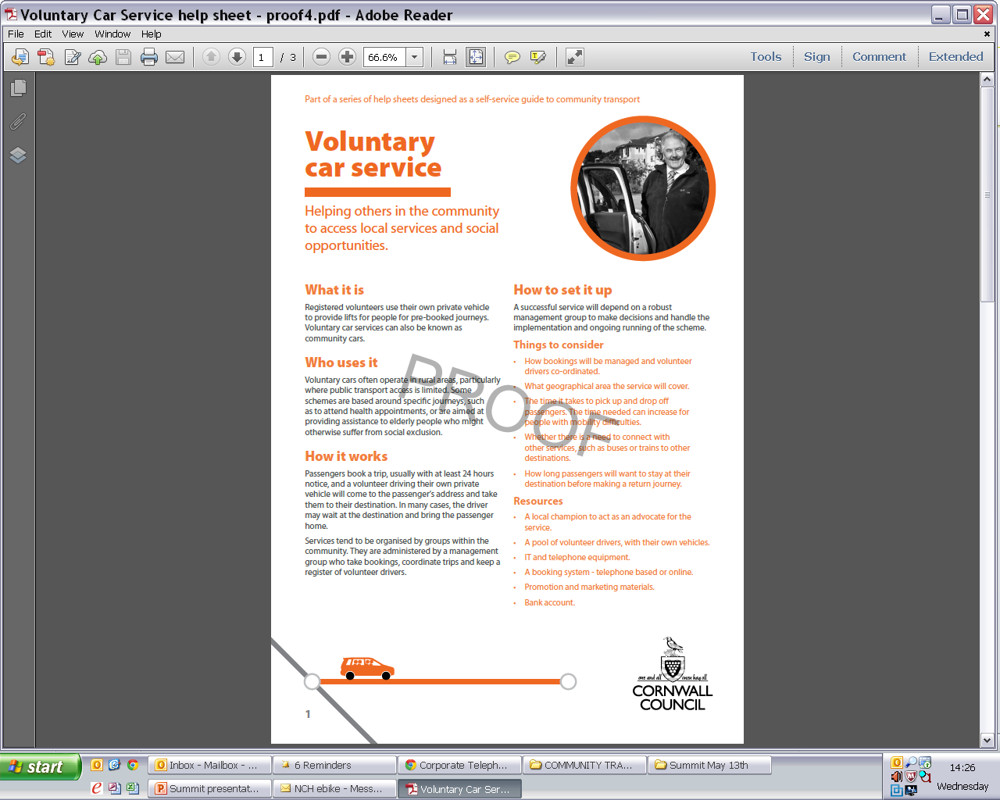 Voluntary Car Service help sheet - proof4.pdf - Adobe Reader
File Edit View Window Help
1 / 3 66.6% Tools Sign Comment Extended
Part of a series of help sheets designed as a self-service guide to community transport
Voluntary
car service
Helping others in the community
to access local services and social
opportunities.
What it is
Registered volunteers use their own private vehicle
to provide lifts for people for pre-booked journeys.
Voluntary car services can also be known as
community cars.
Who uses it
Voluntary cars often operate in rural areas, particularly
where public transport access is limited. Some
schemes are based around specific journeys, such
as to attend health appointments, or are aimed at
providing assistance to elderly people who might
otherwise suffer from social exclusion.
How it works
Passengers book a trip, usually with at least 24 hours
notice, and a volunteer driving their own private
vehicle will come to the passenger's address and take
them to their destination. In many cases, the driver
may wait at the destination and bring the passenger
home.
Services tend to be organised by groups within the
community. They are administered by a management
group who take bookings, coordinate trips and keep a
register of volunteer drivers.
How to set it up
A successful service will depend on a robust
management group to make decisions and handle the
implementation and ongoing running of the scheme.
Things to consider
• How bookings will be managed and volunteer
drivers co-ordinated.
• What geographical area the service will cover.
• The time it takes to pick up and drop off
passengers. The time needed can increase for
people with mobility difficulties.
• Whether there is a need to connect with
other services, such as buses or trains to other
destinations.
• How long passengers will want to stay at their
destination before making a return journey.
Resources
• A local champion to act as an advocate for the
service.
• A pool of volunteer drivers, with their own vehicles.
• IT and telephone equipment.
• A booking system - telephone based or online.
• Promotion and marketing materials.
• Bank account.
PROOF
one and all onen hag oll
CORNWALL
COUNCIL
1
start
Inbox - Mailbox - ... 6 Reminders Corporate Teleph... COMMUNITY TRA... Summit May 13th
Summit presentat... NCH ebike - Mess... Voluntary Car Ser...
14:26
Wednesday